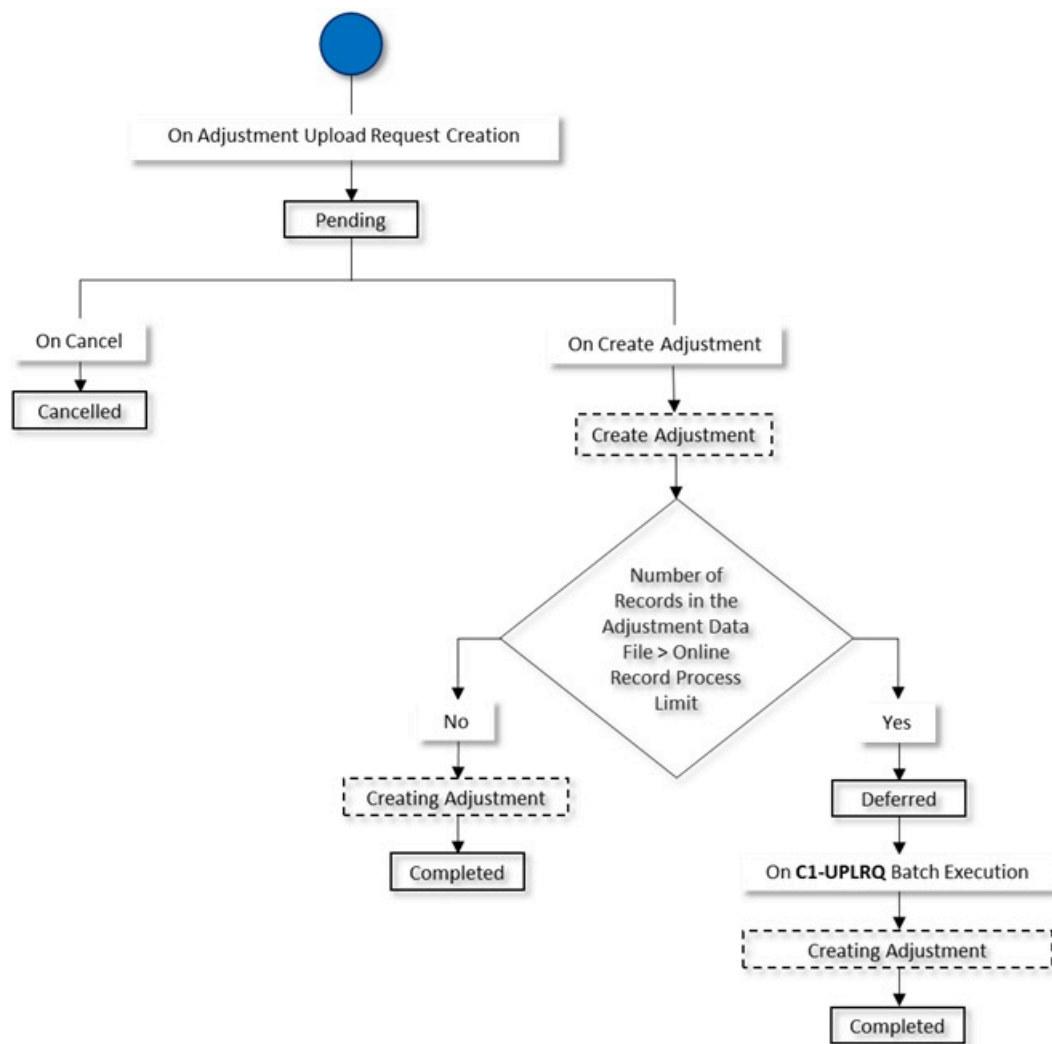 On Adjustment Upload Request Creation
Pending
On Cancel
Cancelled
On Create Adjustment
Create Adjustment
Number of
Records in the
Adjustment Data
File > Online
Record Process
Limit
No
Creating Adjustment
Completed
Yes
Deferred
On C1-UPLRQ Batch Execution
Creating Adjustment
Completed